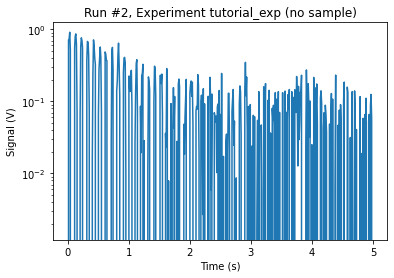 Run #2, Experiment tutorial_exp (no sample)
Signal (V)
10⁰
10⁻¹
10⁻²
0 1 2 3 4 5
Time (s)